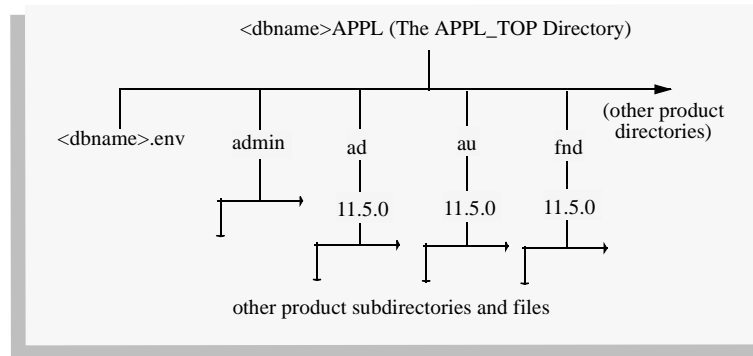 <dbname>APPL (The APPL_TOP Directory)
(other product
directories)
<dbname>.env
admin
ad
au
fnd
11.5.0
11.5.0
11.5.0
other product subdirectories and files